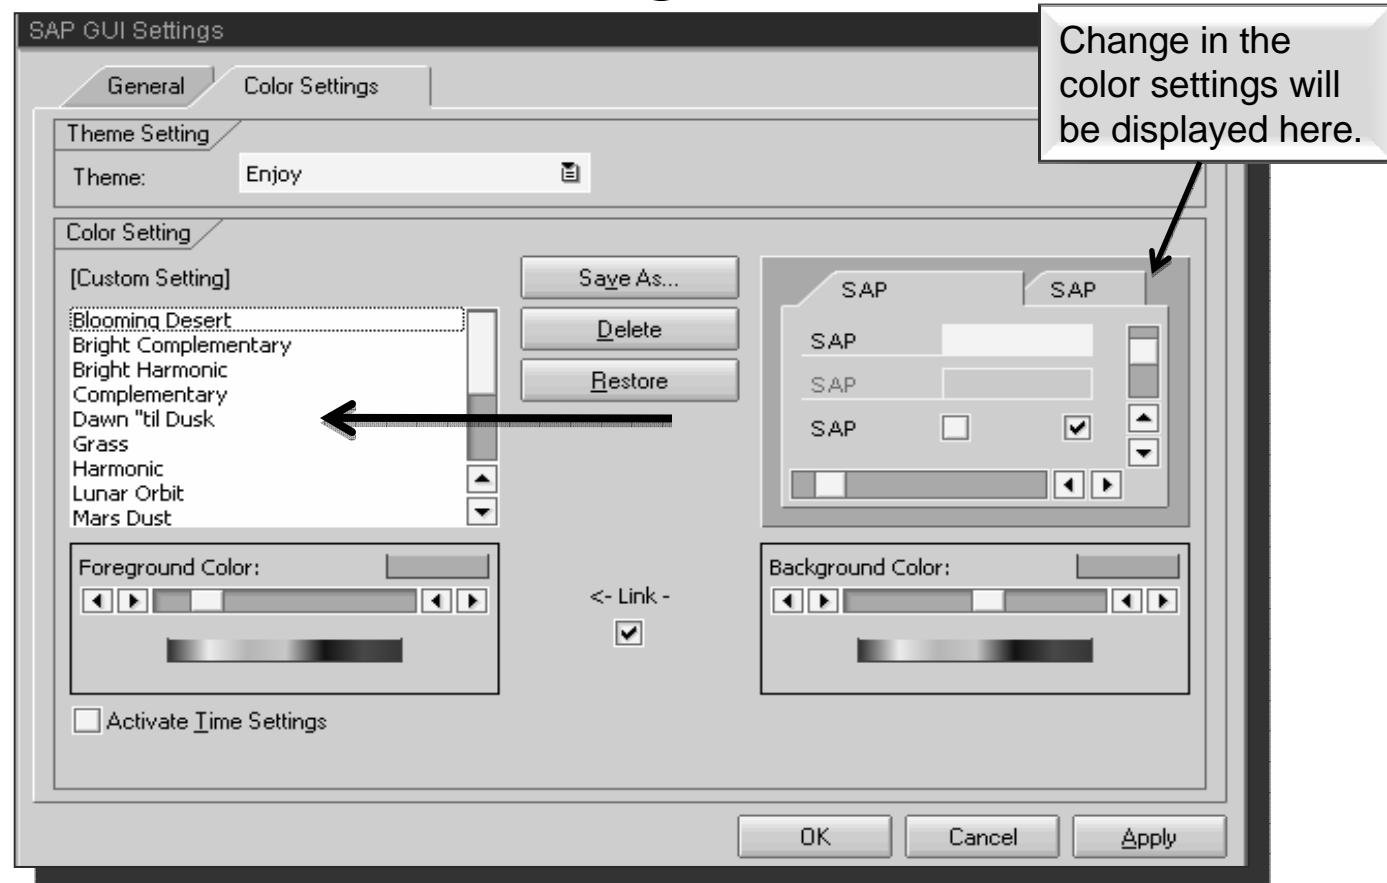 SAP GUI Settings
Change in the
color settings will
be displayed here.
General
Color Settings
Theme Setting
Theme:
Enjoy
Color Setting
[Custom Setting]
Blooming Desert
Bright Complementary
Bright Harmonic
Complementary
Dawn "til Dusk
Grass
Harmonic
Lunar Orbit
Mars Dust
Save As...
Delete
Restore
SAP
SAP
SAP
SAP
SAP
Foreground Color:
<- Link -
Background Color:
Activate Time Settings
OK
Cancel
Apply